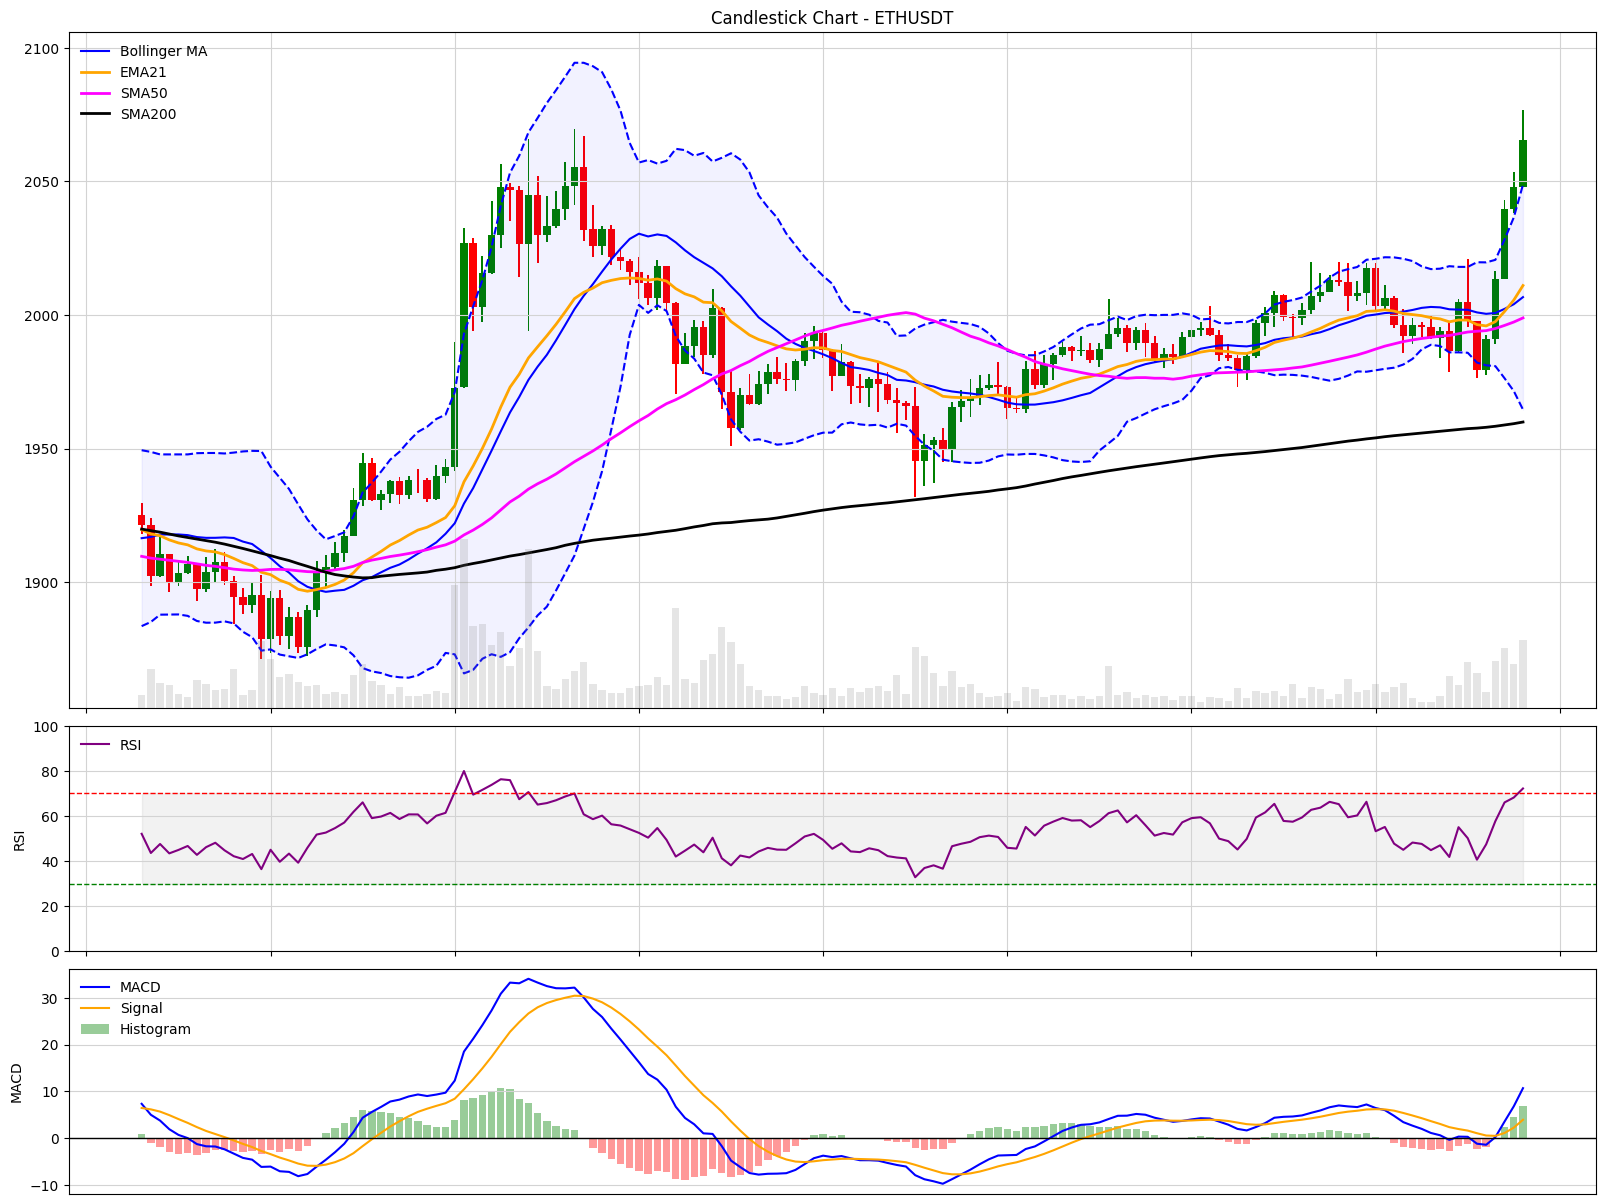 Candlestick Chart - ETHUSDT
Bollinger MA
EMA21
SMA50
SMA200
2100
2050
2000
1950
1900
RSI
RSI
100
80
60
40
20
0
MACD
Signal
Histogram
MACD
30
20
10
0
−10